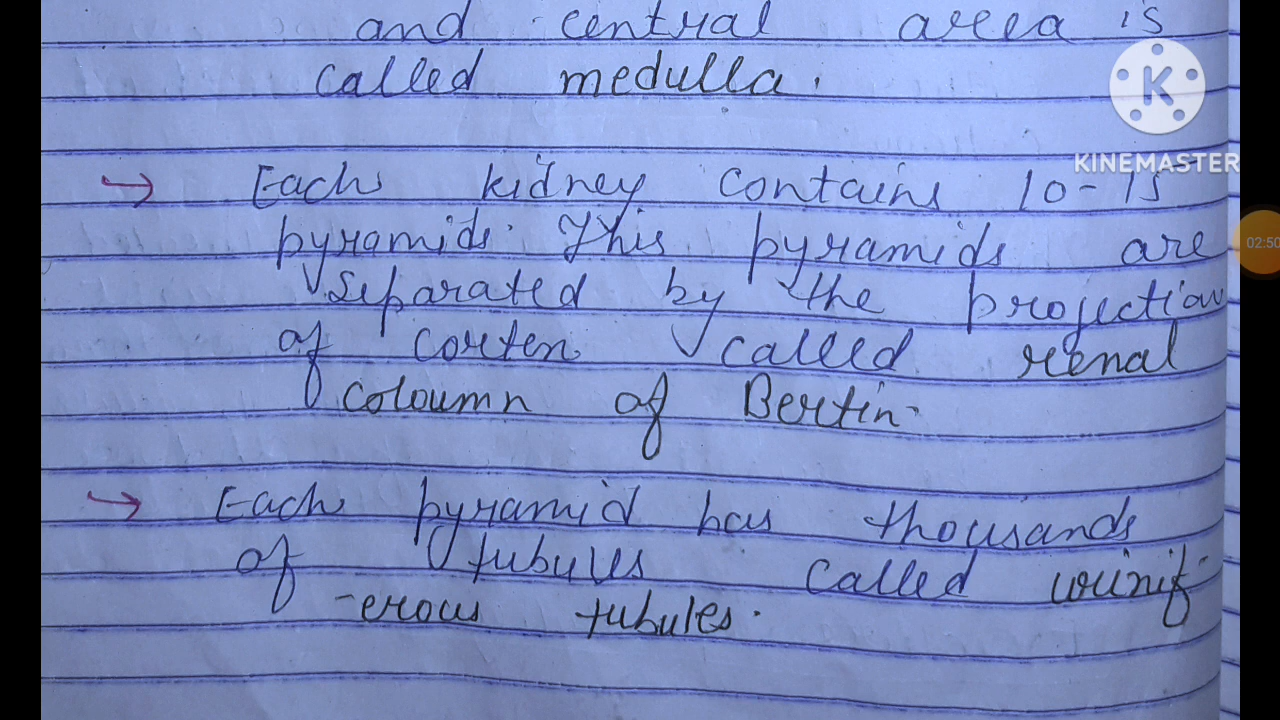 and central area is
called medulla.
KINEMASTER
→ Each kidney contains 10-15
pyramids. This pyramids are
02:50
separated by the projection
of corten called renal
coloumn of Bertin.
→ Each pyramid has thousands
of tubules called urinif-
-erous tubules.